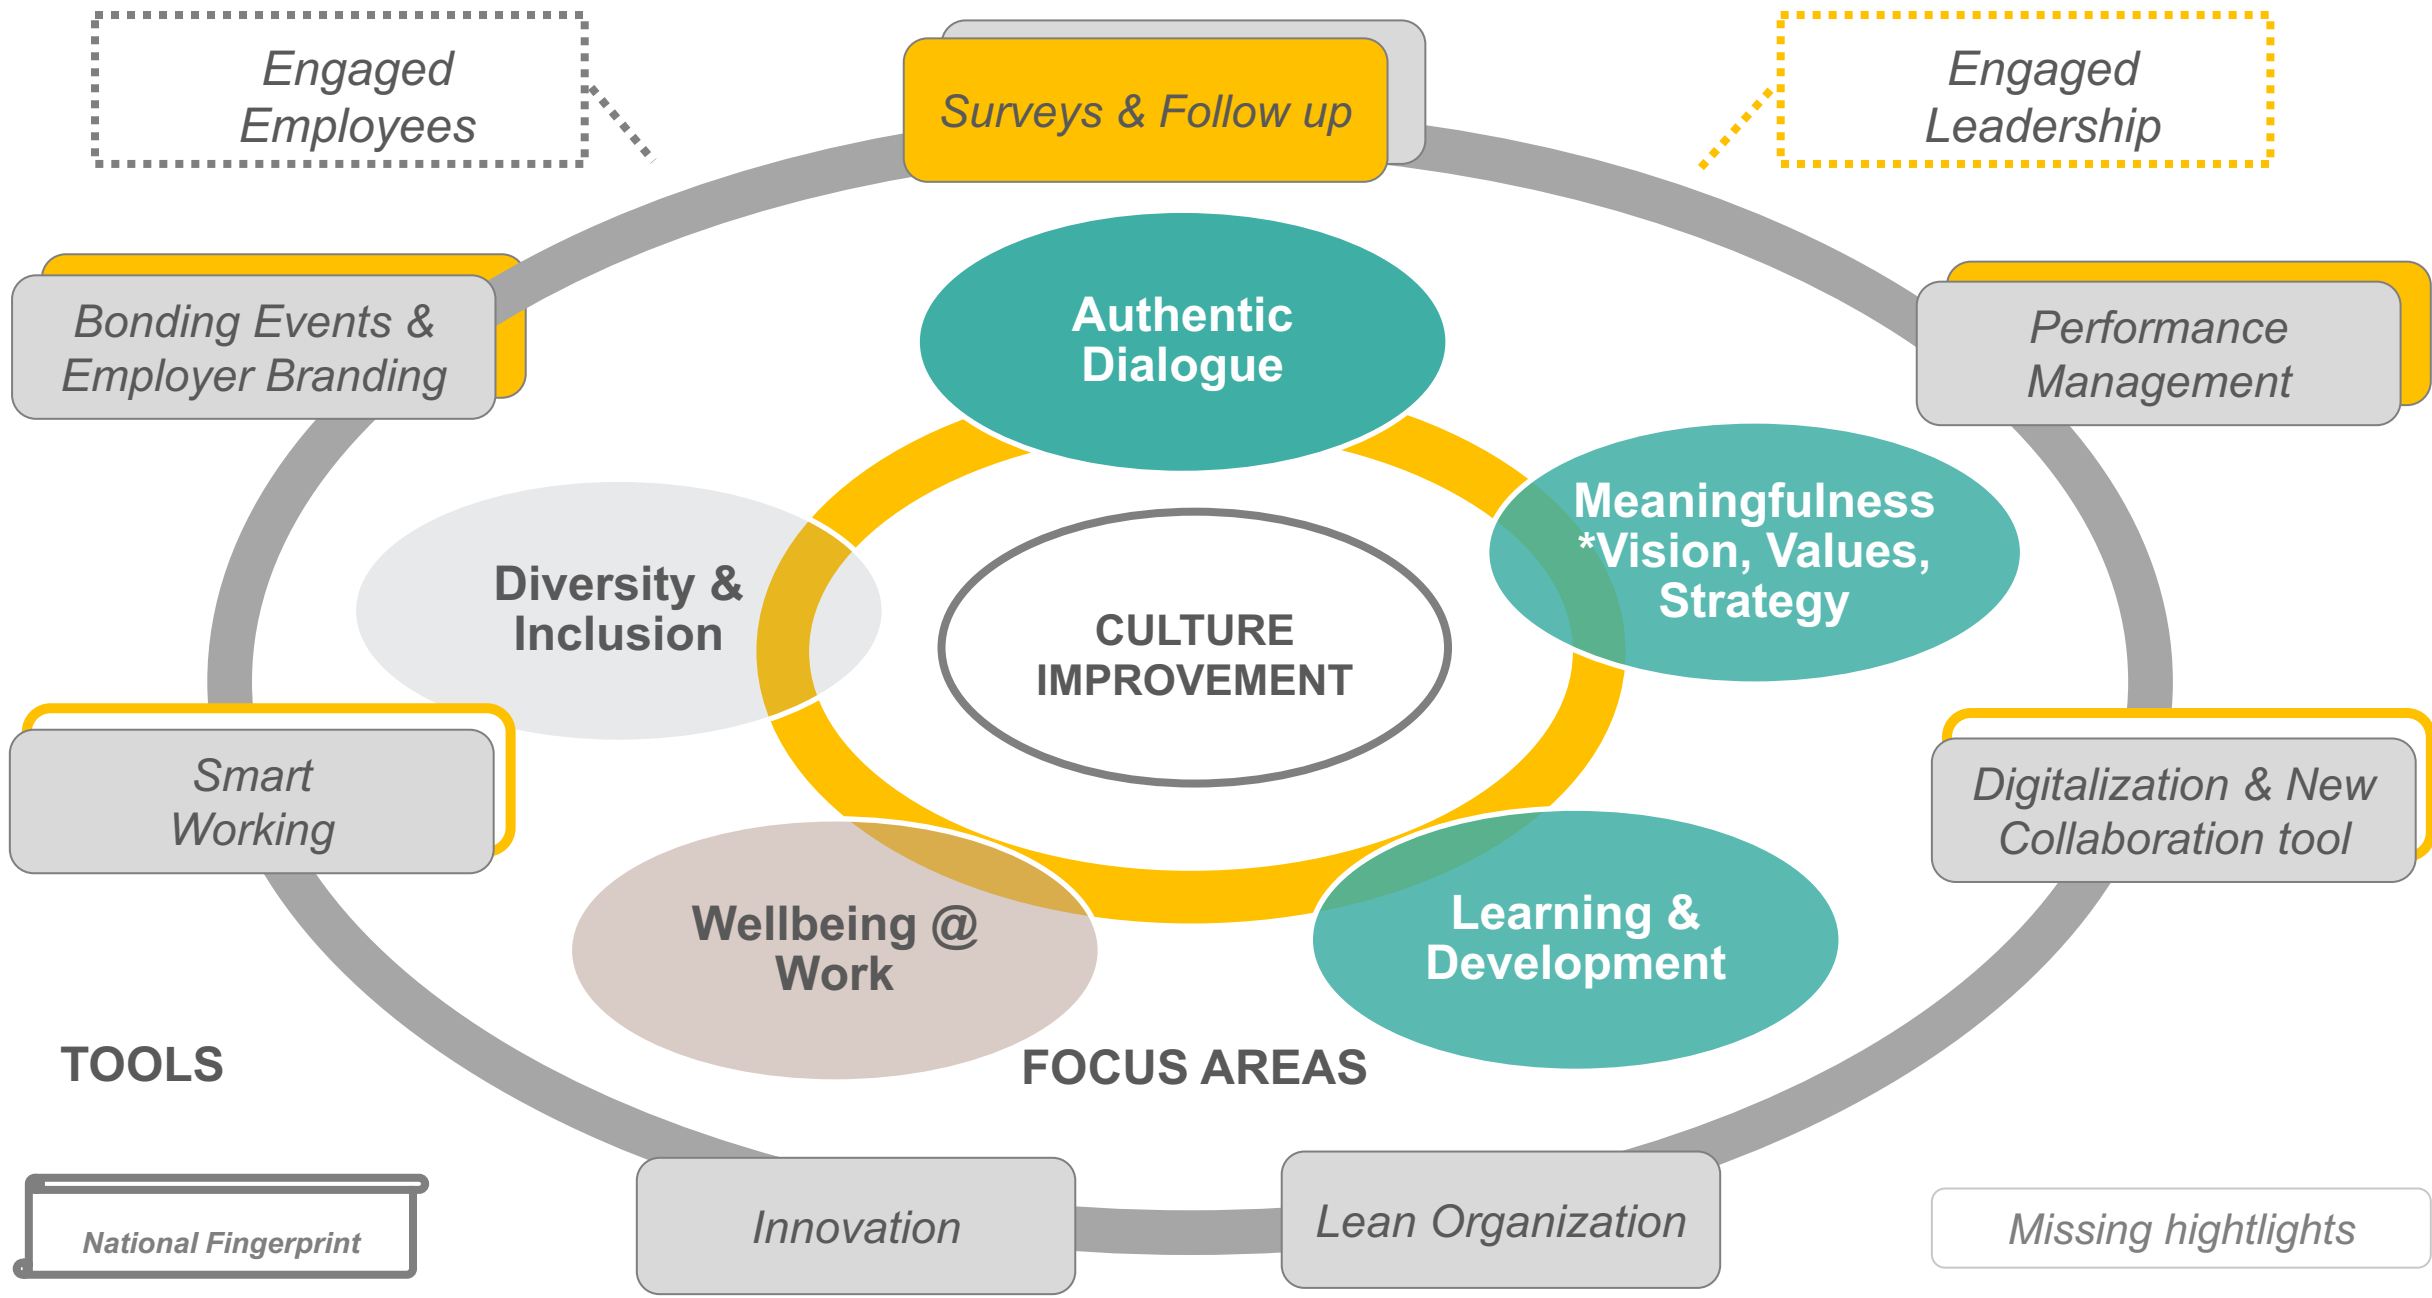 Engaged
Employees
Surveys & Follow up
Engaged
Leadership
Bonding Events &
Employer Branding
Authentic
Dialogue
Performance
Management
Meaningfulness
*Vision, Values,
Strategy
Diversity &
Inclusion
CULTURE
IMPROVEMENT
Smart
Working
Digitalization & New
Collaboration tool
Wellbeing @
Work
Learning &
Development
TOOLS
FOCUS AREAS
National Fingerprint
Innovation
Lean Organization
Missing hightlights